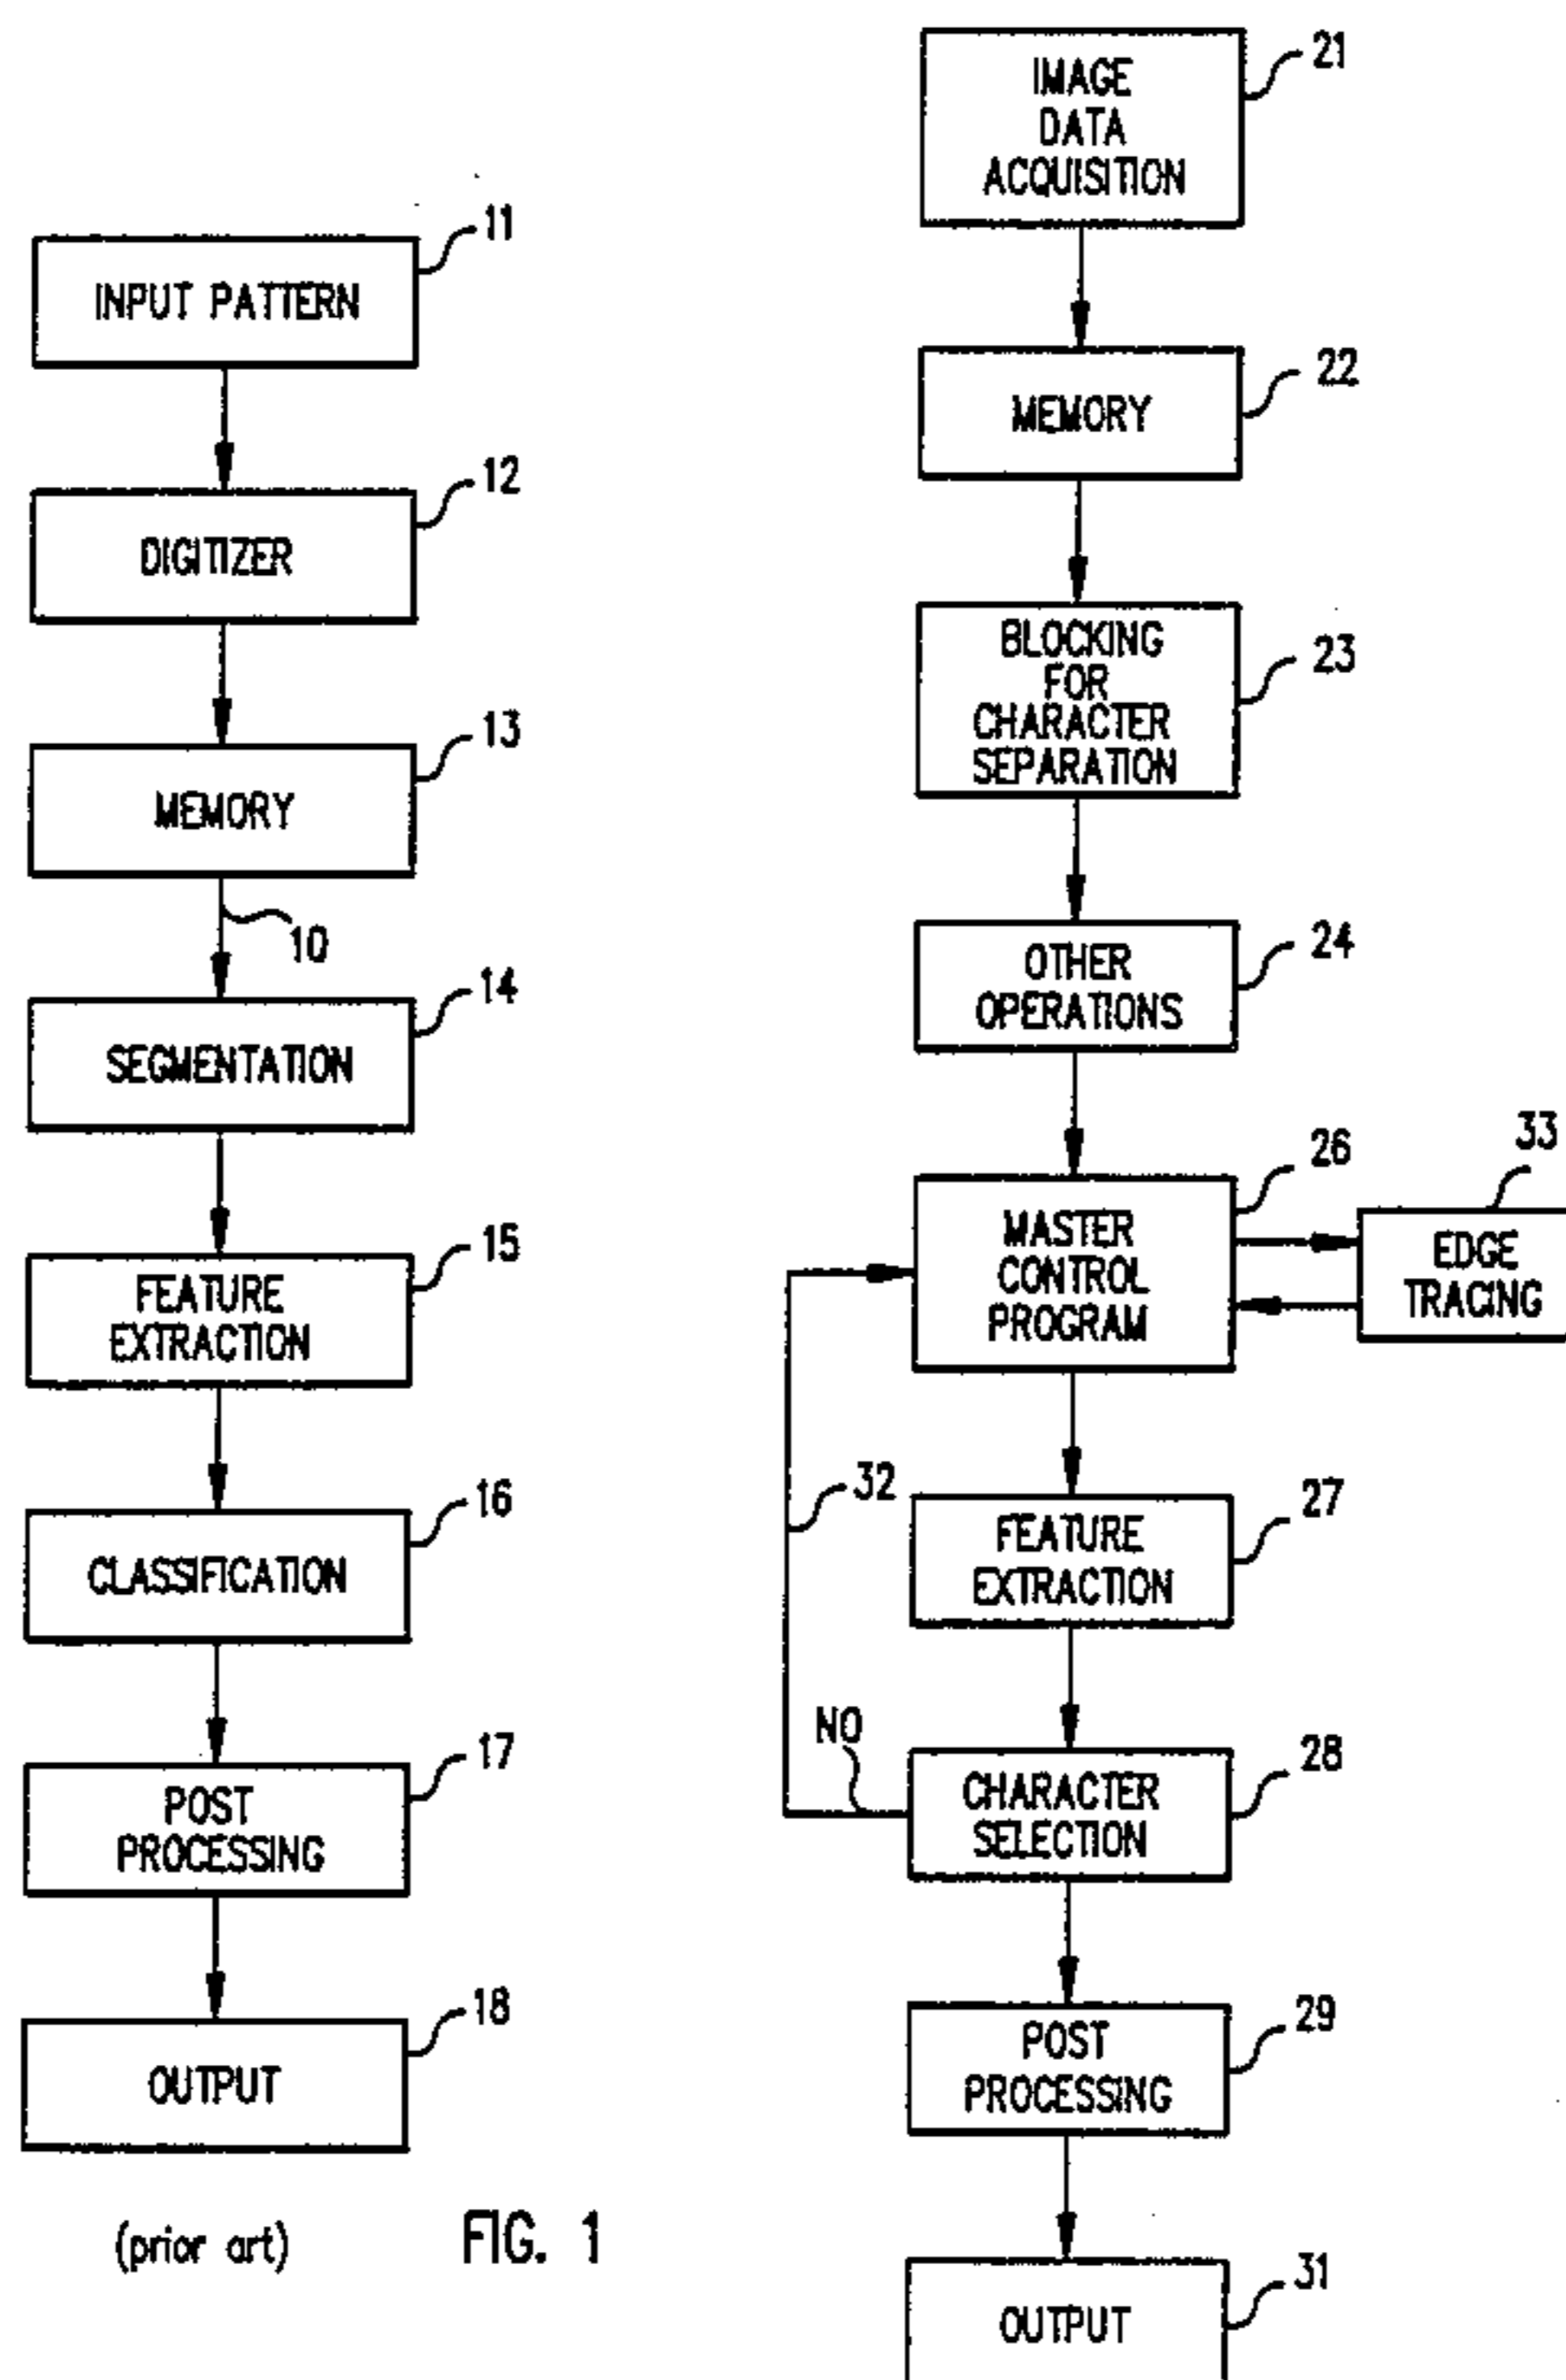 11
INPUT PATTERN
12
DIGITIZER
13
MEMORY
10
14
SEGMENTATION
15
FEATURE
EXTRACTION
16
CLASSIFICATION
17
POST
PROCESSING
18
OUTPUT
(prior art)
FIG. 1
21
IMAGE
DATA
ACQUISITION
22
MEMORY
23
BLOCKING
FOR
CHARACTER
SEPARATION
24
OTHER
OPERATIONS
26
MASTER
CONTROL
PROGRAM
33
EDGE
TRACING
32
27
FEATURE
EXTRACTION
NO
28
CHARACTER
SELECTION
29
POST
PROCESSING
31
OUTPUT